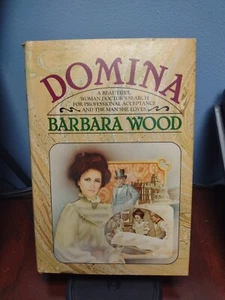 DOMINA
A BEAUTIFUL
WOMAN DOCTOR'S SEARCH
FOR PROFESSIONAL ACCEPTANCE
AND THE MAN SHE LOVES
BARBARA WOOD